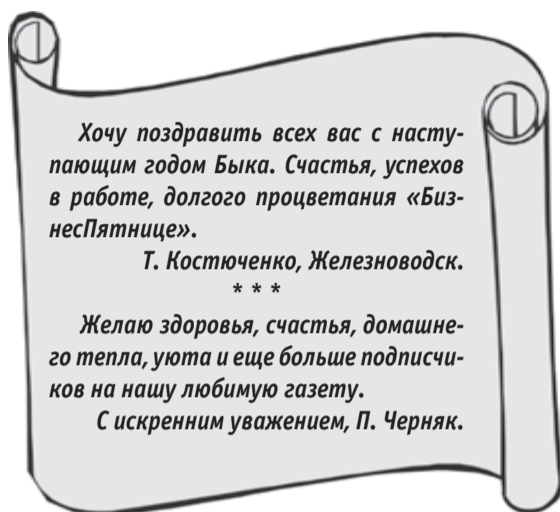 Хочу поздравить всех вас с насту-
пающим годом Быка. Счастья, успехов
в работе, долгого процветания «Биз-
несПятнице».
Т. Костюченко, Железноводск.
* * *
Желаю здоровья, счастья, домашне-
го тепла, уюта и еще больше подписчи-
ков на нашу любимую газету.
С искренним уважением, П. Черняк.